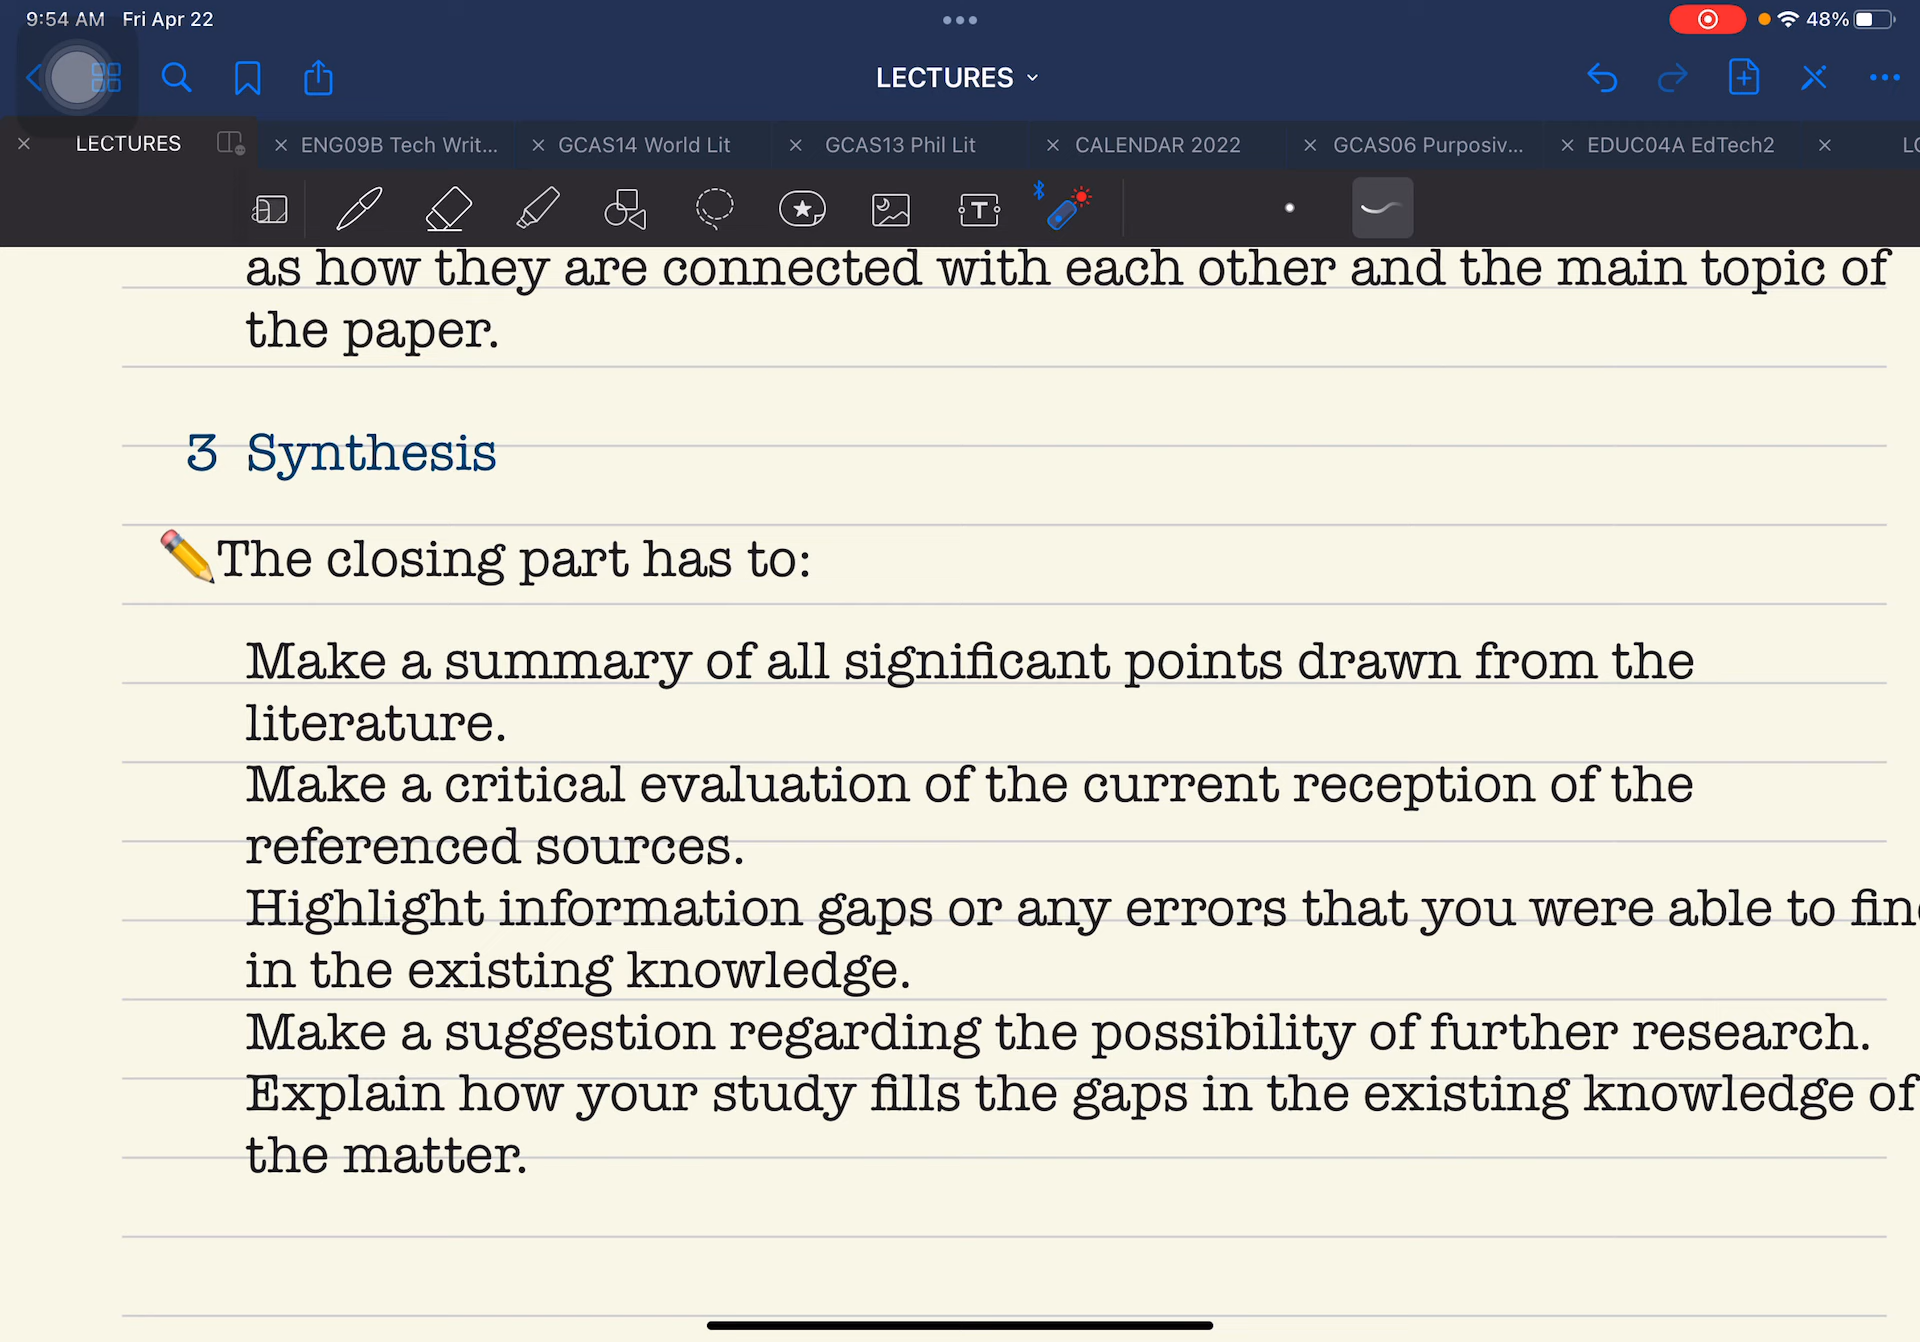 9:54 AM Fri Apr 22
48%
LECTURES
LECTURES
ENG09B Tech Writ...
GCAS14 World Lit
GCAS13 Phil Lit
CALENDAR 2022
GCAS06 Purposiv...
EDUC04A EdTech2
as how they are connected with each other and the main topic of
the paper.
3 Synthesis
The closing part has to:
Make a summary of all significant points drawn from the
literature.
Make a critical evaluation of the current reception of the
referenced sources.
Highlight information gaps or any errors that you were able to
in the existing knowledge.
Make a suggestion regarding the possibility of further research.
Explain how your study fills the gaps in the existing knowledge of
the matter.